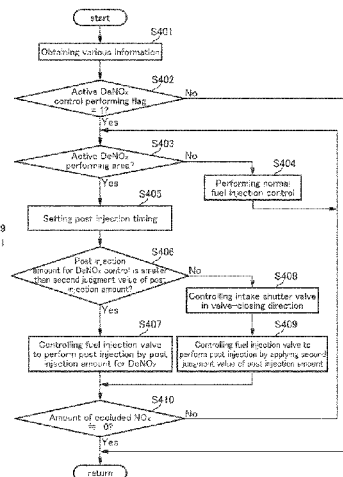 start
S401
Obtaining various information
S402
Active DeNOx
control performing flag
= 1?
No
Yes
S403
Active DeNOx
performing area?
No
S404
Yes
Performing normal
fuel injection control
S405
Setting post injection timing
9
S406
Post injection
amount for DeNOx control is smaller
than second judgment value of post
injection amount?
No
S408
Controlling intake shutter valve
in valve-closing direction
Yes
S407
S409
Controlling fuel injection valve
to perform post injection by post
injection amount for DeNOx
Controlling fuel injection valve to
perform post injection by applying second
judgment value of post injection amount
S410
Amount of occluded NOx
≒ 0?
No
Yes
return